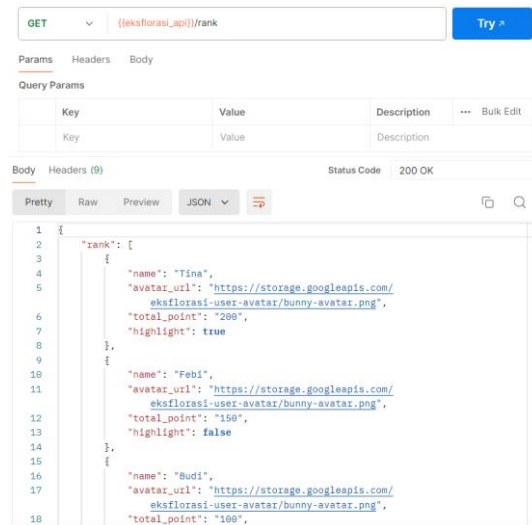 GET {{eksflorasi_api}}/rank Try ↗
Params Headers Body
Query Params
Key Value Description ... Bulk Edit
Key Value Description
Body Headers (9) Status Code 200 OK
Pretty Raw Preview JSON
1 {
2 "rank": [
3 {
4 "name": "Tina",
5 "avatar_url": "https://storage.googleapis.com/
eksflorasi-user-avatar/bunny-avatar.png",
6 "total_point": "200",
7 "highlight": true
8 },
9 {
10 "name": "Febi",
11 "avatar_url": "https://storage.googleapis.com/
eksflorasi-user-avatar/bunny-avatar.png",
12 "total_point": "150",
13 "highlight": false
14 },
15 {
16 "name": "Budi",
17 "avatar_url": "https://storage.googleapis.com/
eksflorasi-user-avatar/bunny-avatar.png",
18 "total_point": "100",